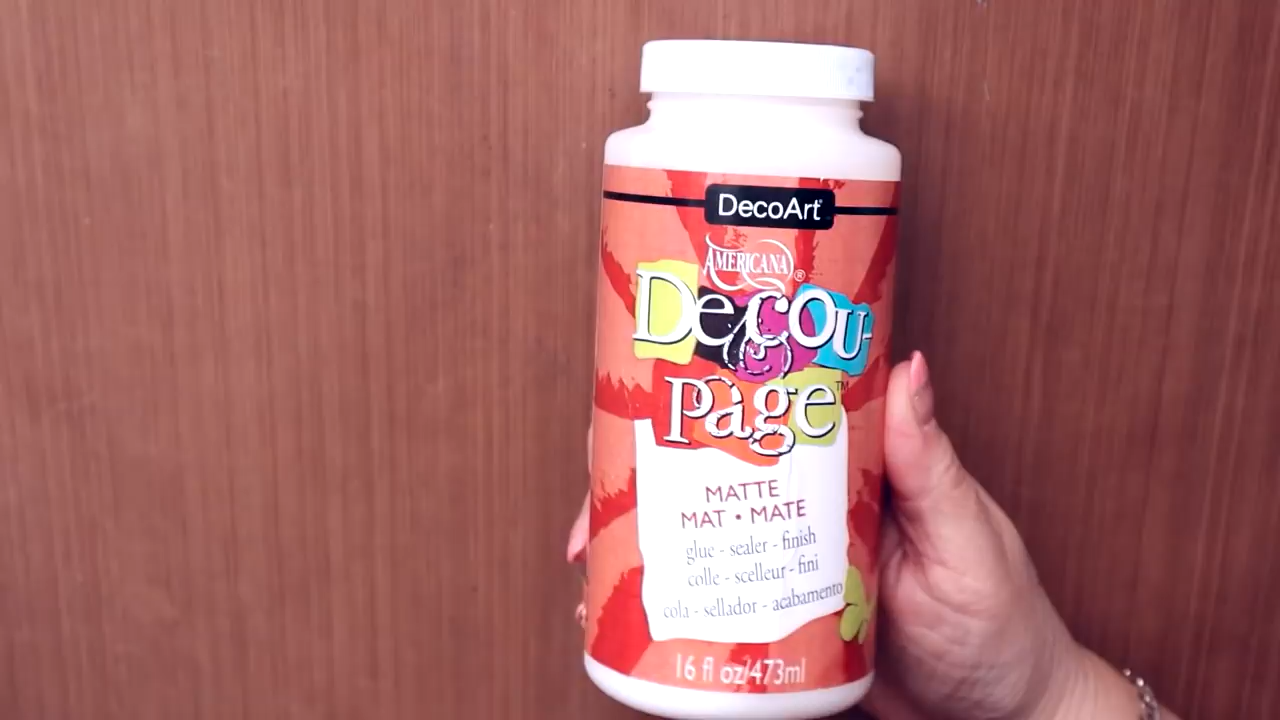 DecoArt
AMERICANA®
Decou-
Page™
MATTE
MAT • MATE
glue - sealer - finish
colle - scelleur - fini
cola - sellador - acabamento
16 fl oz/473ml